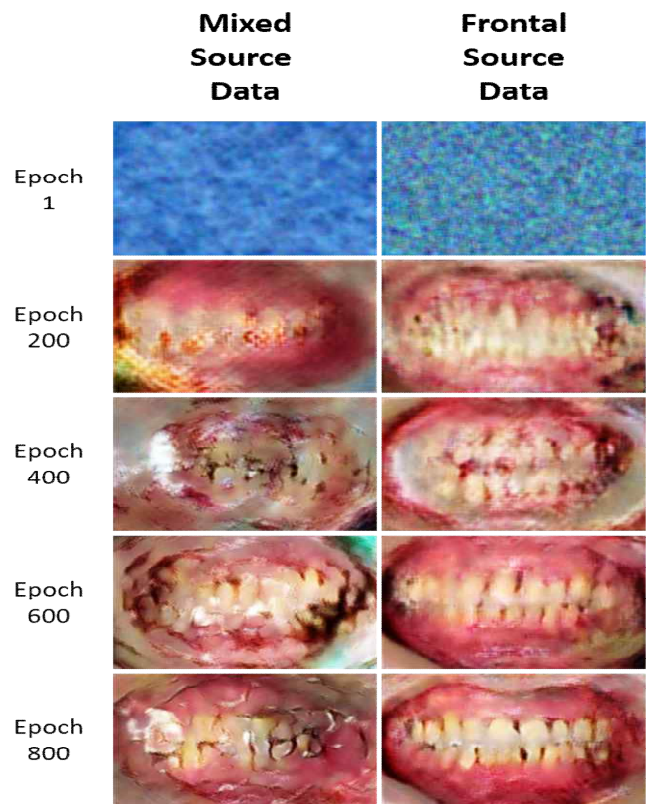 Mixed
Source
Data
Frontal
Source
Data
Epoch
1
Epoch
200
Epoch
400
Epoch
600
Epoch
800